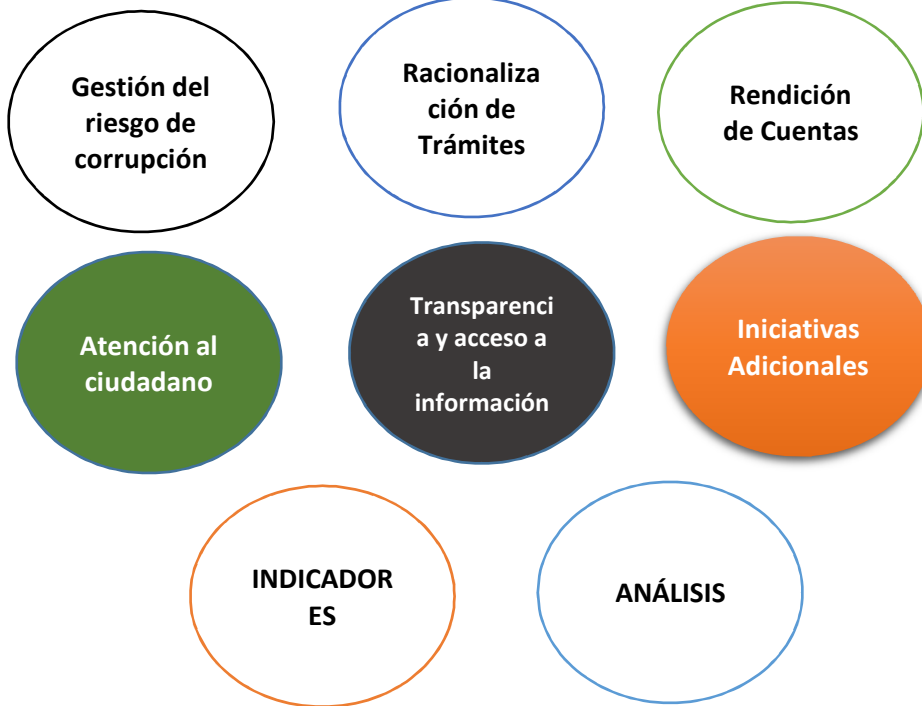 Gestión del
riesgo de
corrupción
Racionaliza
ción de
Trámites
Rendición
de Cuentas
Atención al
ciudadano
Transparenci
a y acceso a
la
información
Iniciativas
Adicionales
INDICADOR
ES
ANÁLISIS